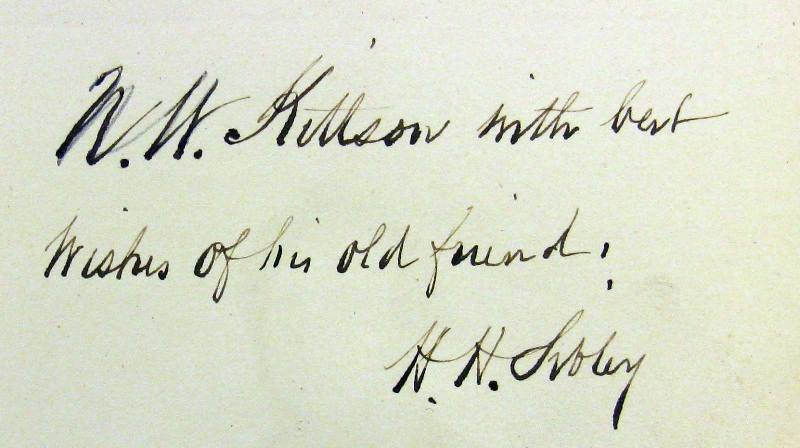 N. W. Kittson with best
Wishes of his old friend,
H. H. Sibley